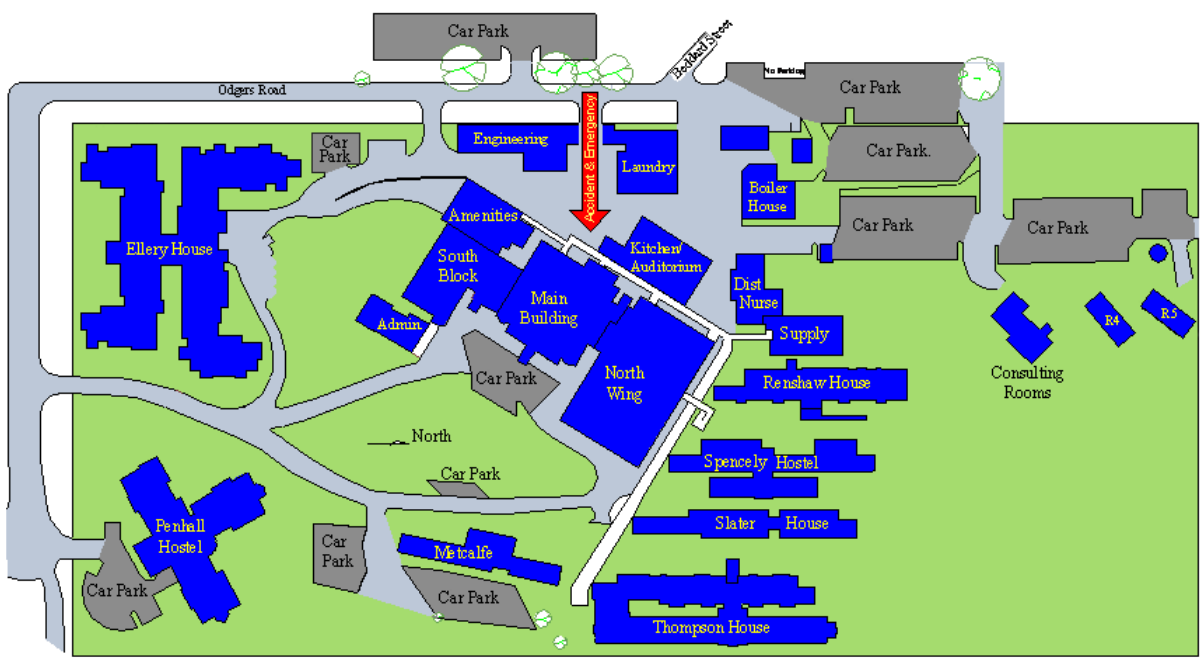 Car Park
Beddard Street
No Parking
Car Park
Odgers Road
Accident & Emergency
Engineering
Laundry
Car
Park
Car Park.
Boiler
House
Amenities
Car Park
Car Park
Ellery House
South
Block
Kitchen/
Auditorium
Main
Building
Dist
Nurse
Admin
Supply
R4
R5
Car Park
North
Wing
Renshaw House
Consulting
Rooms
North
Car Park
Spencely Hostel
Penhall
Hostel
Slater House
Car
Park
Metcalfe
Car Park
Car Park
Thompson House